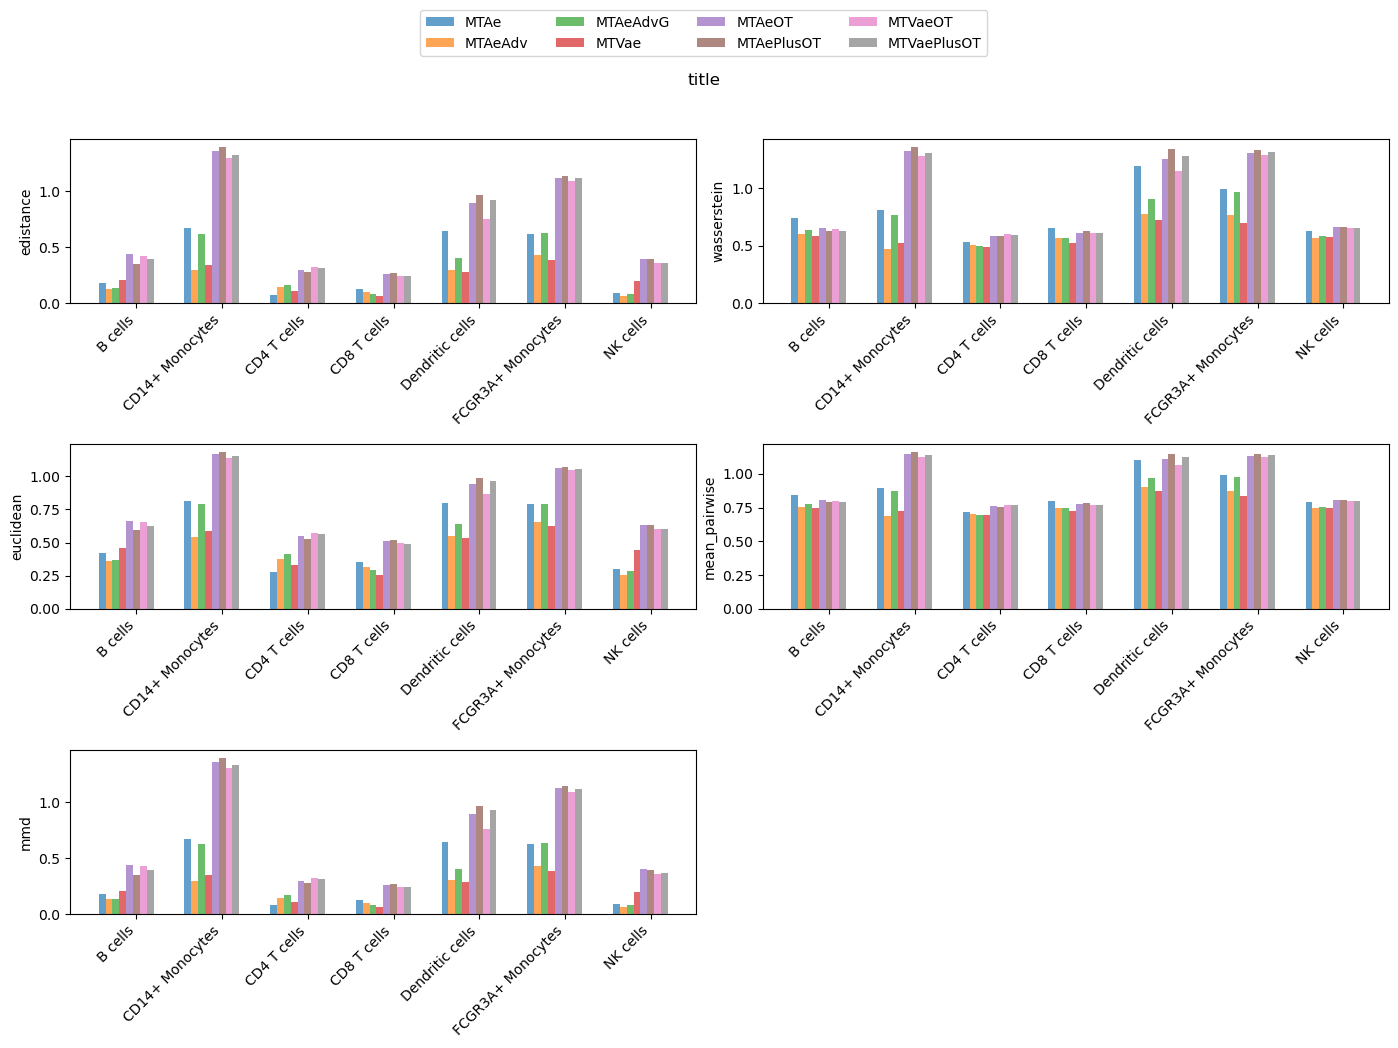 MTAe MTAeAdvG MTAeOT MTVaeOT
MTAeAdv MTVae MTAePlusOT MTVaePlusOT
title
edistance
1.0
0.5
0.0
B cells
CD14+ Monocytes
CD4 T cells
CD8 T cells
Dendritic cells
FCGR3A+ Monocytes
NK cells
wasserstein
1.0
0.5
0.0
B cells
CD14+ Monocytes
CD4 T cells
CD8 T cells
Dendritic cells
FCGR3A+ Monocytes
NK cells
euclidean
1.00
0.75
0.50
0.25
0.00
B cells
CD14+ Monocytes
CD4 T cells
CD8 T cells
Dendritic cells
FCGR3A+ Monocytes
NK cells
mean_pairwise
1.00
0.75
0.50
0.25
0.00
B cells
CD14+ Monocytes
CD4 T cells
CD8 T cells
Dendritic cells
FCGR3A+ Monocytes
NK cells
mmd
1.0
0.5
0.0
B cells
CD14+ Monocytes
CD4 T cells
CD8 T cells
Dendritic cells
FCGR3A+ Monocytes
NK cells